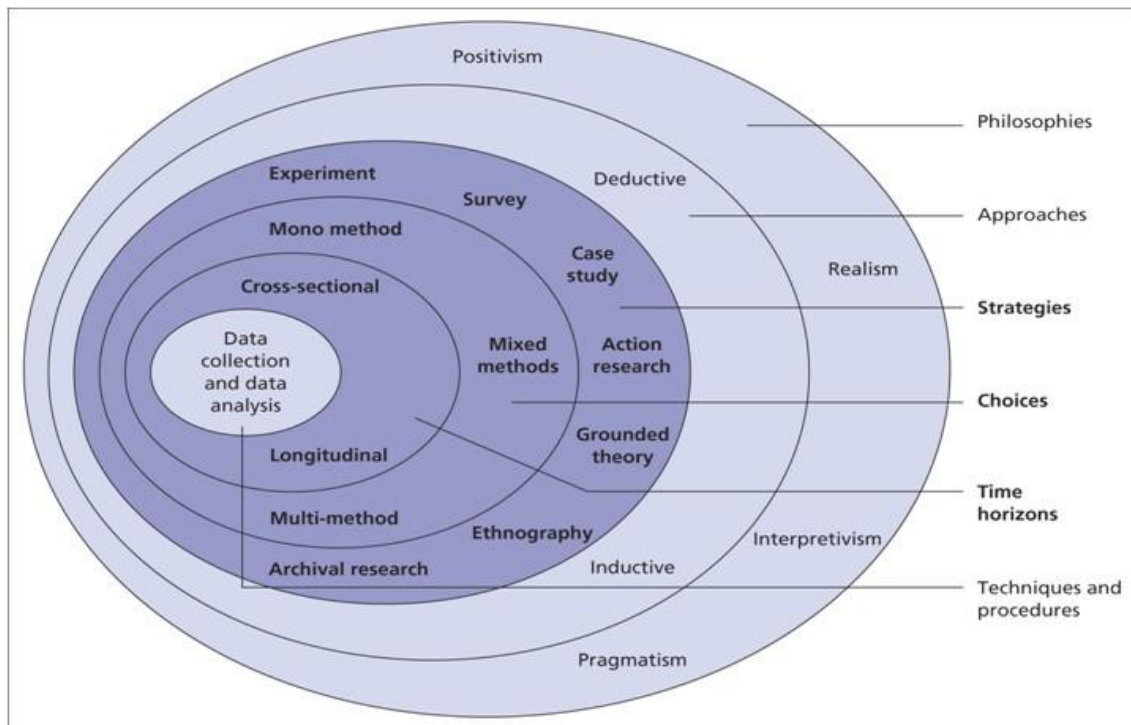 Positivism
Philosophies
Experiment
Deductive
Survey
Approaches
Mono method
Case
study
Realism
Cross-sectional
Strategies
Data
collection
and data
analysis
Mixed
methods
Action
research
Choices
Grounded
theory
Longitudinal
Time
horizons
Multi-method
Ethnography
Interpretivism
Archival research
Inductive
Techniques and
procedures
Pragmatism